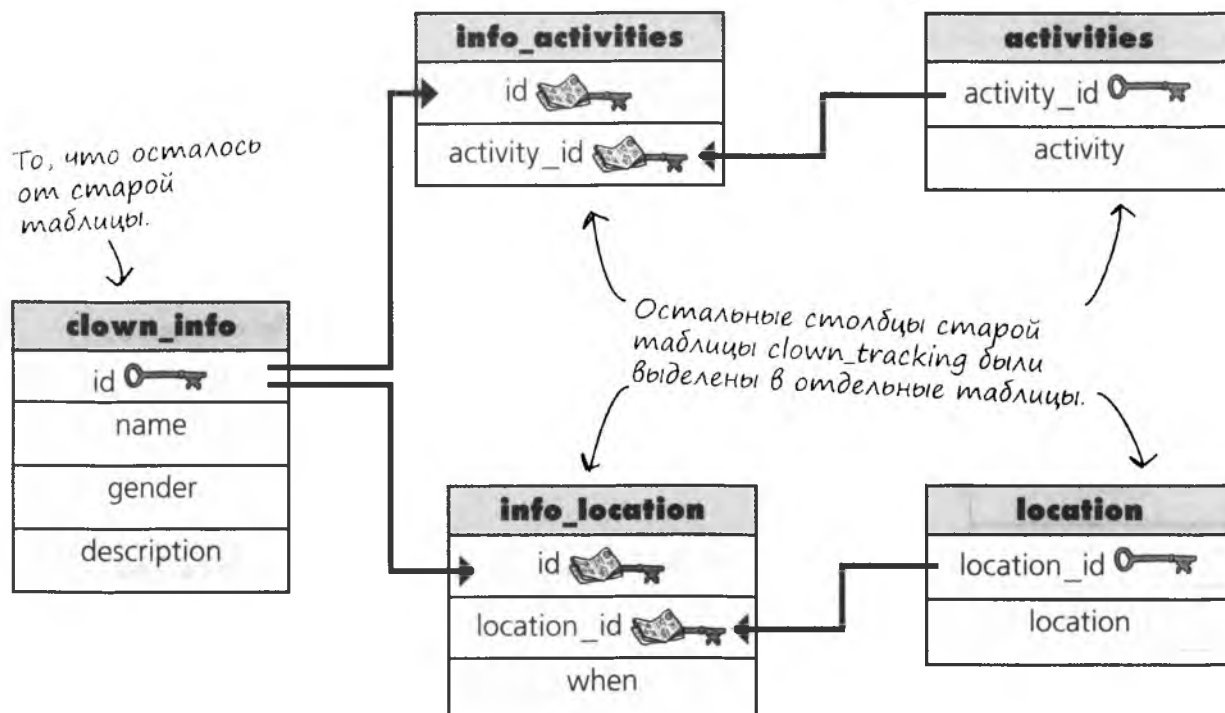 info_activities
id
activity_id
activities
activity_id
activity
То, что осталось
от старой
таблицы.
clown_info
id
name
gender
description
Остальные столбцы старой
таблицы clown_tracking были
выделены в отдельные таблицы.
info_location
id
location_id
when
location
location_id
location